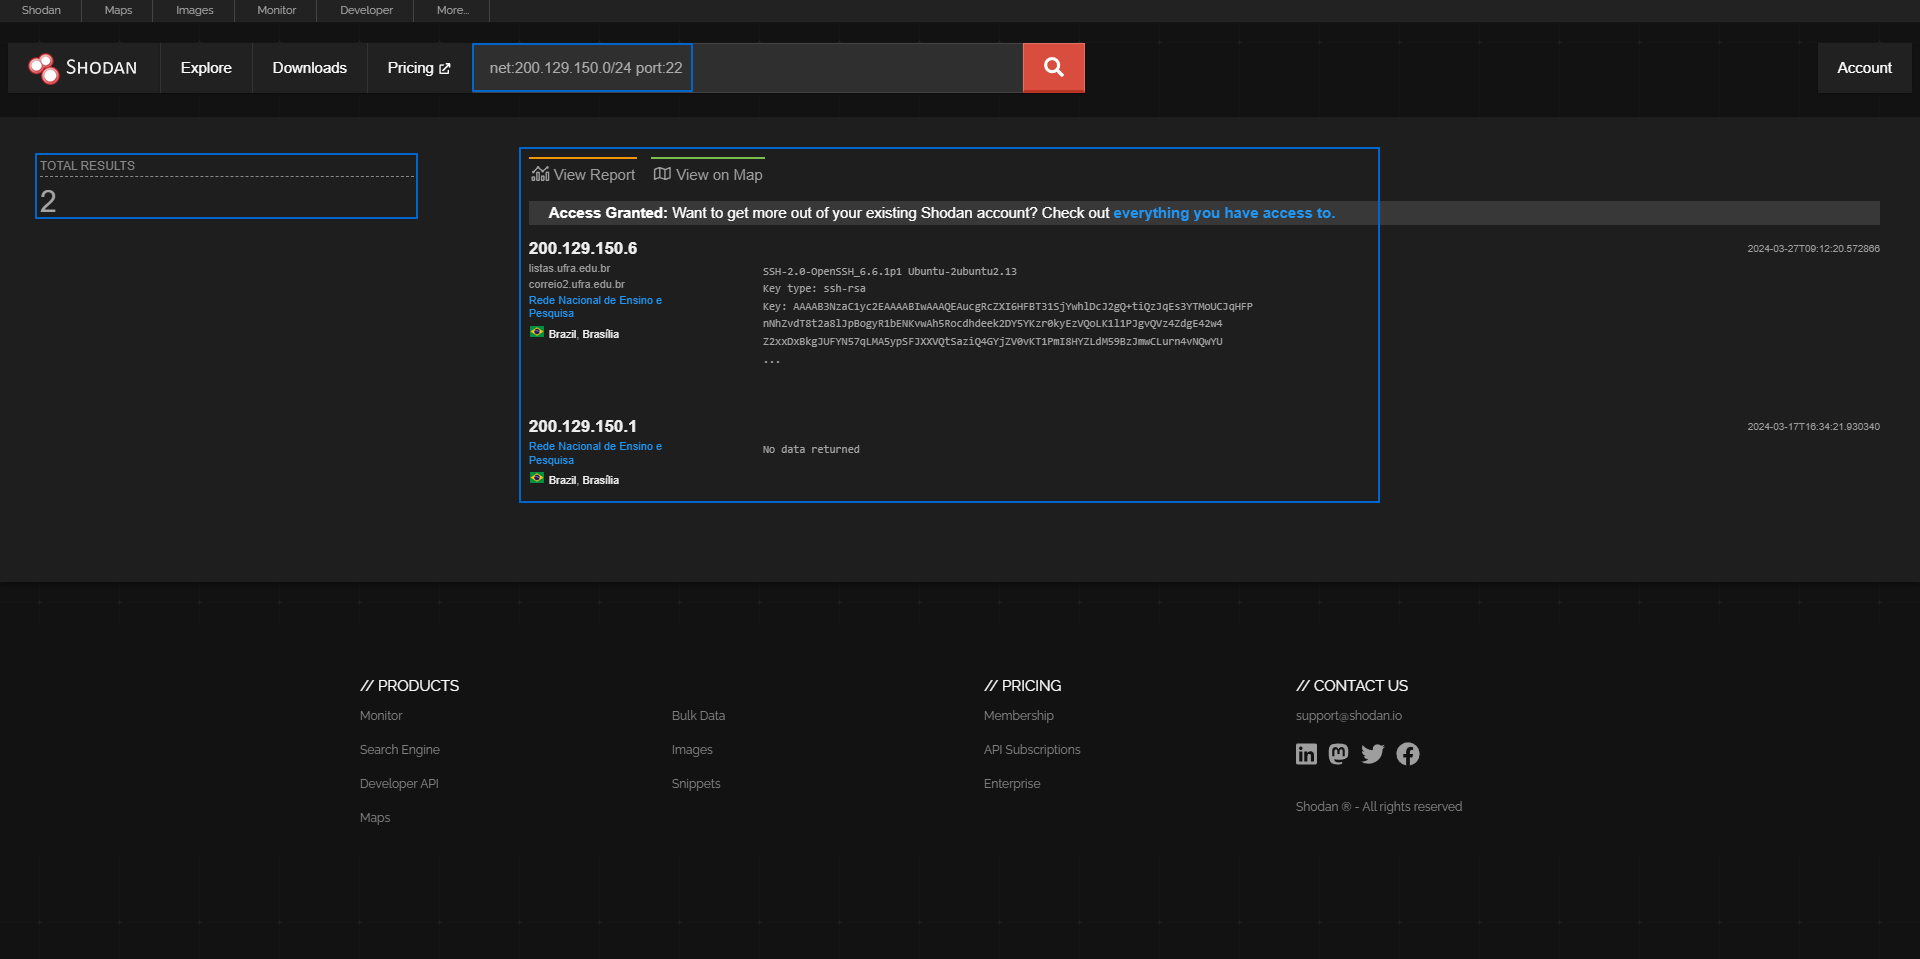 Shodan Maps Images Monitor Developer More...
SHODAN Explore Downloads Pricing net:200.129.150.0/24 port:22 Account
TOTAL RESULTS
2
View Report View on Map
Access Granted: Want to get more out of your existing Shodan account? Check out everything you have access to.
200.129.150.6
2024-03-27T09:12:20.572866
listas.ufra.edu.br
correio2.ufra.edu.br
Rede Nacional de Ensino e
Pesquisa
Brazil, Brasília
SSH-2.0-OpenSSH_6.6.1p1 Ubuntu-2ubuntu2.13
Key type: ssh-rsa
Key: AAAAB3NzaC1yc2EAAAABIwAAAQEAucgRcZXI6HFBT31SjYwhlDcJ2gQ+tiQzJqEs3YTMoUCJqHFP
nNhZvdT8t2a8lJpBogyR1bENKvwAh5Rocdhdeek2DY5YKzr0kyEzVQoLK1l1PJgvQVz4ZdgE42w4
Z2xxDxBkgJUFYN57qLMA5ypSFJXXVQtSaziQ4GYjZV0vKT1PmI8HYZLdM59BzJmwCLurn4vNQwYU
...
200.129.150.1
2024-03-17T16:34:21.930340
Rede Nacional de Ensino e
Pesquisa
Brazil, Brasília
No data returned
// PRODUCTS
Monitor
Search Engine
Developer API
Maps
Bulk Data
Images
Snippets
// PRICING
Membership
API Subscriptions
Enterprise
// CONTACT US
support@shodan.io
Shodan ® - All rights reserved